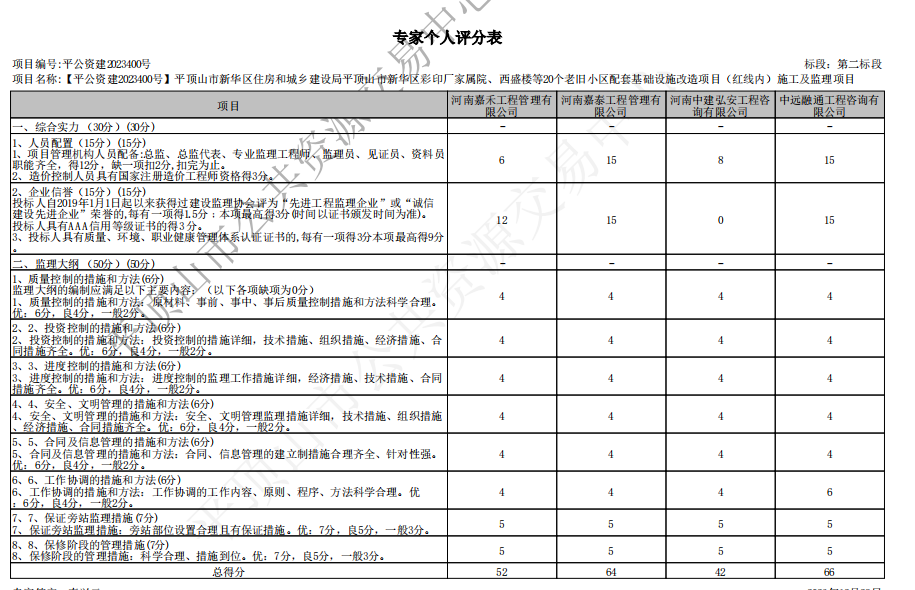 专家个人评分表
项目编号:平公资建2023400号 标段：第二标段
项目名称:【平公资建2023400号】平顶山市新华区住房和城乡建设局平顶山市新华区彩印厂家属院、西盛楼等20个老旧小区配套基础设施改造项目（红线内）施工及监理项目
项目 河南嘉禾工程管理有限公司 河南嘉泰工程管理有限公司 河南中建弘安工程咨询有限公司 中远融通工程咨询有限公司
一、综合实力（30分）(30分) — — — —
1、人员配置（15分）(15分)
1、项目管理机构人员配备:总监、总监代表、专业监理工程师、监理员、见证员、资料员
职能齐全，得12分，缺一项扣2分,扣完为止。
2、造价控制人员具有国家注册造价工程师资格得3分。
6 15 8 15
2、企业信誉（15分）(15分)
投标人自2019年1月1日起以来获得过建设监理协会评为“先进工程监理企业”或“诚信
建设先进企业”荣誉的,每有一项得1.5分；本项最高得3分(时间以证书颁发时间为准)。
投标人具有AAA信用等级证书的得3分。
3、投标人具有质量、环境、职业健康管理体系认证证书的,每有一项得3分本项最高得9分
。
12 15 0 15
二、监理大纲（50分）(50分) — — — —
1、质量控制的措施和方法(6分)
监理大纲的编制应满足以下主要内容：（以下各项缺项为0分）
1、质量控制的措施和方法：原材料、事前、事中、事后质量控制措施和方法科学合理。
优：6分，良4分，一般2分。
4 4 4 4
2、2、投资控制的措施和方法(6分)
2、投资控制的措施和方法：投资控制的措施详细，技术措施、组织措施、经济措施、合
同措施齐全。优：6分，良4分，一般2分。
4 4 4 4
3、3、进度控制的措施和方法(6分)
3、进度控制的措施和方法：进度控制的监理工作措施详细，经济措施、技术措施、合同
措施齐全。优：6分，良4分，一般2分。
4 4 4 4
4、4、安全、文明管理的措施和方法(6分)
4、安全、文明管理的措施和方法：安全、文明管理监理措施详细，技术措施、组织措施
、经济措施、合同措施齐全。优：6分，良4分，一般2分。
4 4 4 4
5、5、合同及信息管理的措施和方法(6分)
5、合同及信息管理的措施和方法：合同、信息管理的建立制措施合理齐全、针对性强。
优：6分，良4分，一般2分。
4 4 4 4
6、6、工作协调的措施和方法(6分)
6、工作协调的措施和方法：工作协调的工作内容、原则、程序、方法科学合理。优
：6分，良4分，一般2分。
4 4 4 6
7、7、保证旁站监理措施(7分)
7、保证旁站监理措施：旁站部位设置合理且有保证措施。优：7分，良5分，一般3分。
5 5 5 5
8、8、保修阶段的管理措施(7分)
8、保修阶段的管理措施：科学合理、措施到位。优：7分，良5分，一般3分。
5 5 5 5
总得分 52 64 42 66
平顶山市公共资源交易中心
平顶山市公共资源交易中